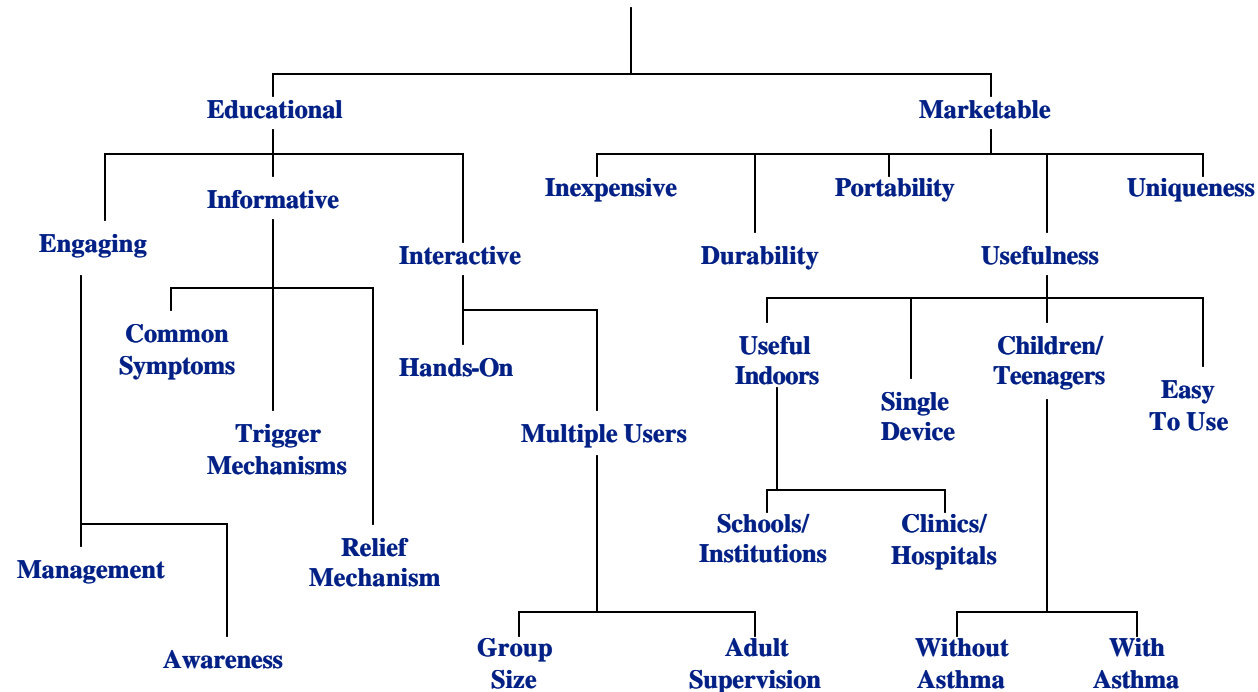 Educational
Marketable
Inexpensive
Portability
Uniqueness
Informative
Engaging
Interactive
Durability
Usefulness
Common
Symptoms
Hands-On
Useful
Indoors
Children/
Teenagers
Single
Device
Easy
To Use
Trigger
Mechanisms
Multiple Users
Schools/
Institutions
Clinics/
Hospitals
Relief
Mechanism
Management
Awareness
Group
Size
Adult
Supervision
Without
Asthma
With
Asthma